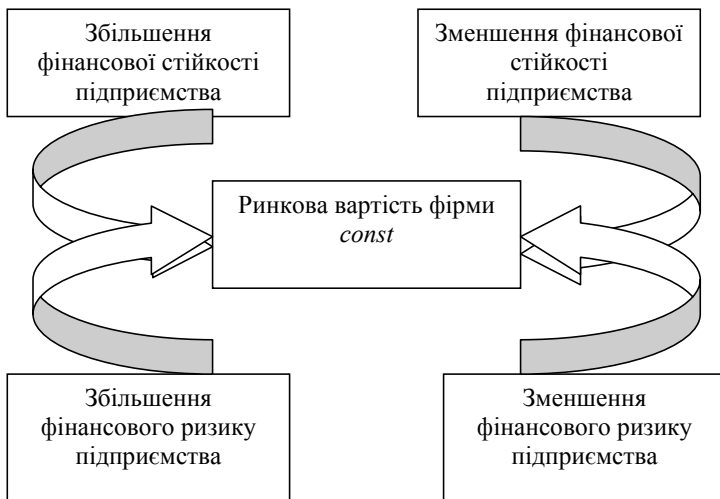 Збільшення
фінансової стійкості
підприємства
Зменшення фінансової
стійкості
підприємства
Ринкова вартість фірми
const
Збільшення
фінансового ризику
підприємства
Зменшення
фінансового ризику
підприємства